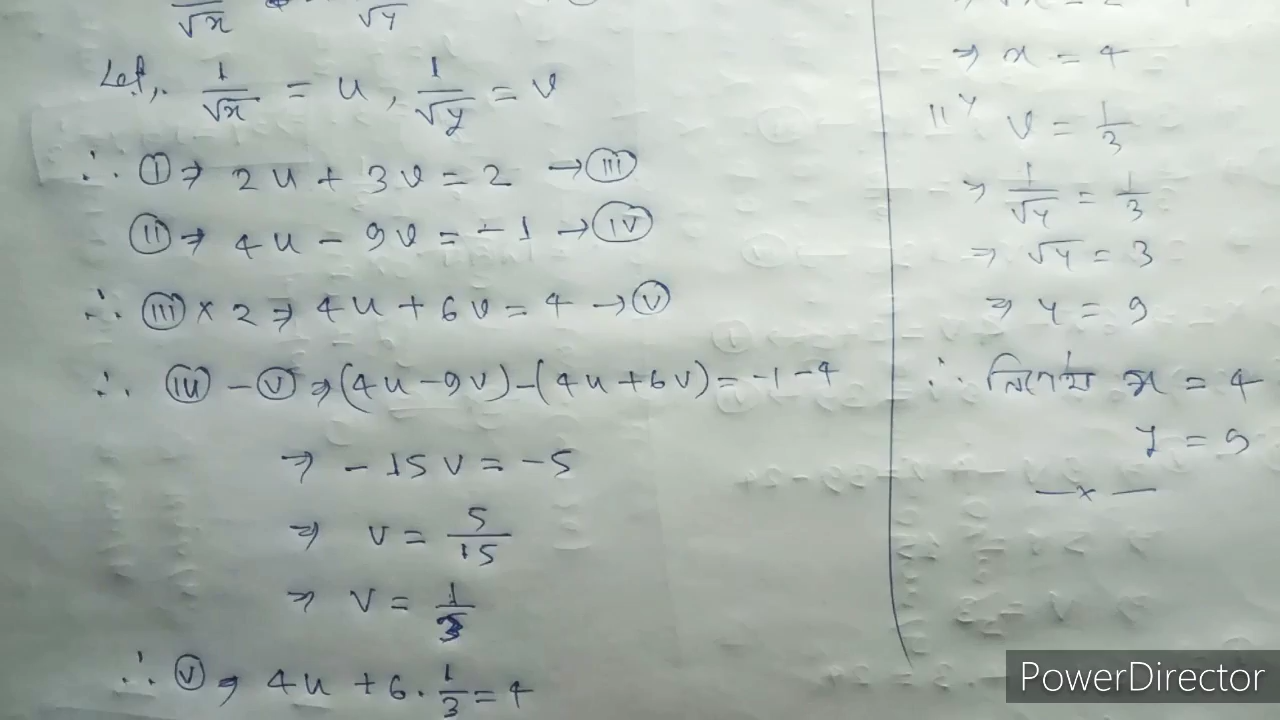 1/√x 1/√y
Let, 1/√x = u, 1/√y = v
∴ (I) ⇒ 2u + 3v = 2 → (III)
(II) ⇒ 4u - 9v = -1 → (IV)
∴ (III) × 2 ⇒ 4u + 6v = 4 → (V)
∴ (IV) - (V) ⇒ (4u - 9v) - (4u + 6v) = -1 - 4
⇒ -15v = -5
⇒ v = 5/15
⇒ v = 1/3
∴ (V) ⇒ 4u + 6 . 1/3 = 4
⇒ x = 4
|||ʸ v = 1/3
⇒ 1/√y = 1/3
⇒ √y = 3
⇒ y = 9
∴ নির্ণেয় x = 4
y = 9
—x—
PowerDirector